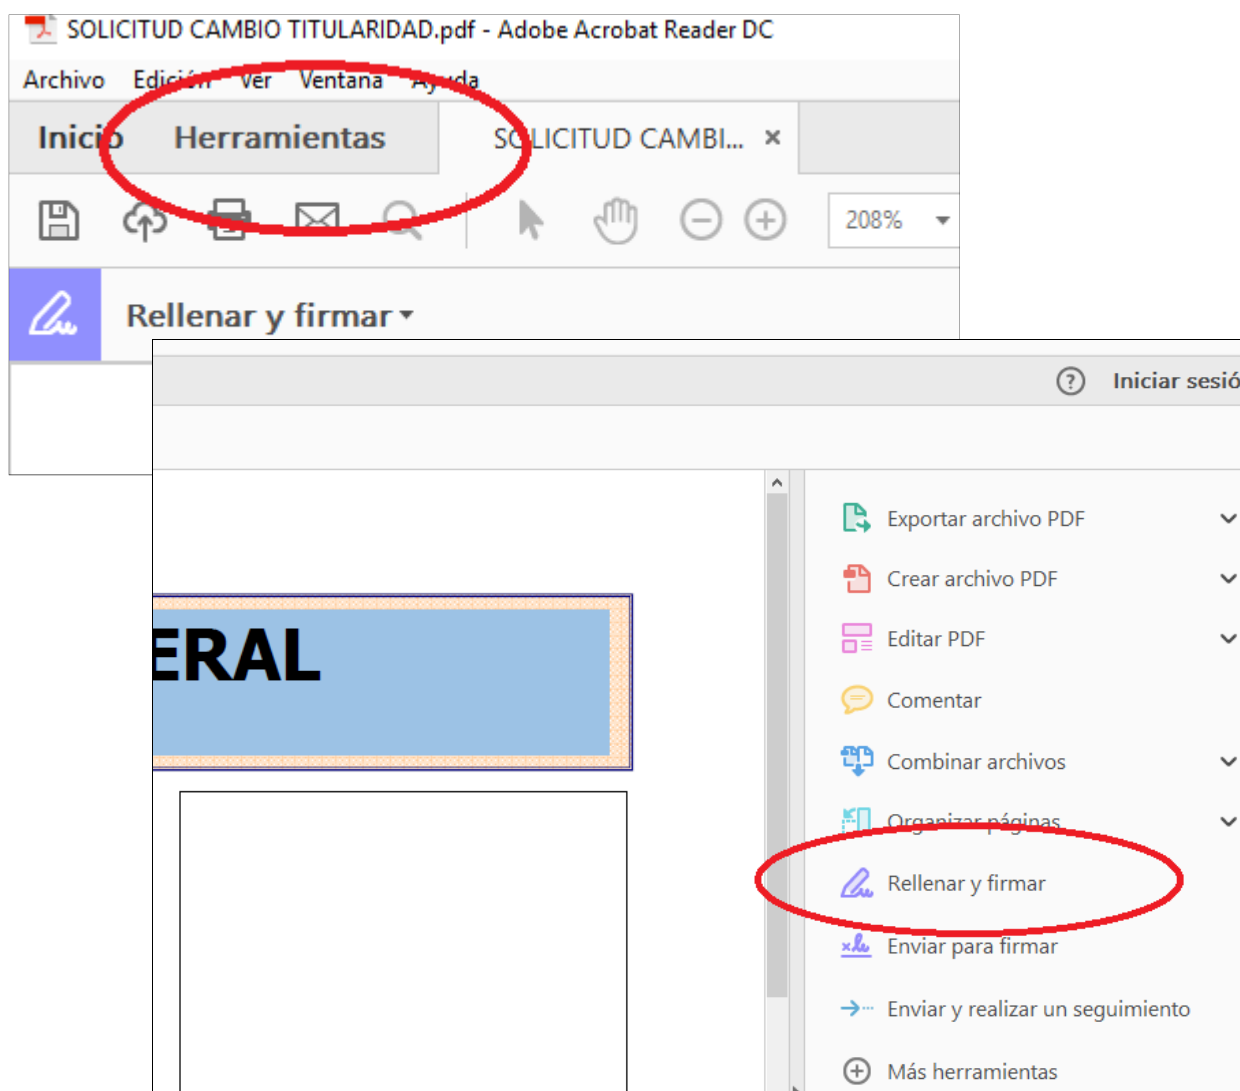 SOLICITUD CAMBIO TITULARIDAD.pdf - Adobe Acrobat Reader DC
Archivo Edición Ver Ventana Ayuda
Inicio Herramientas SOLICITUD CAMBI... ×
208%
Rellenar y firmar
? Iniciar sesió
Exportar archivo PDF
Crear archivo PDF
Editar PDF
Comentar
Combinar archivos
Organizar páginas
Rellenar y firmar
Enviar para firmar
Enviar y realizar un seguimiento
Más herramientas
ERAL